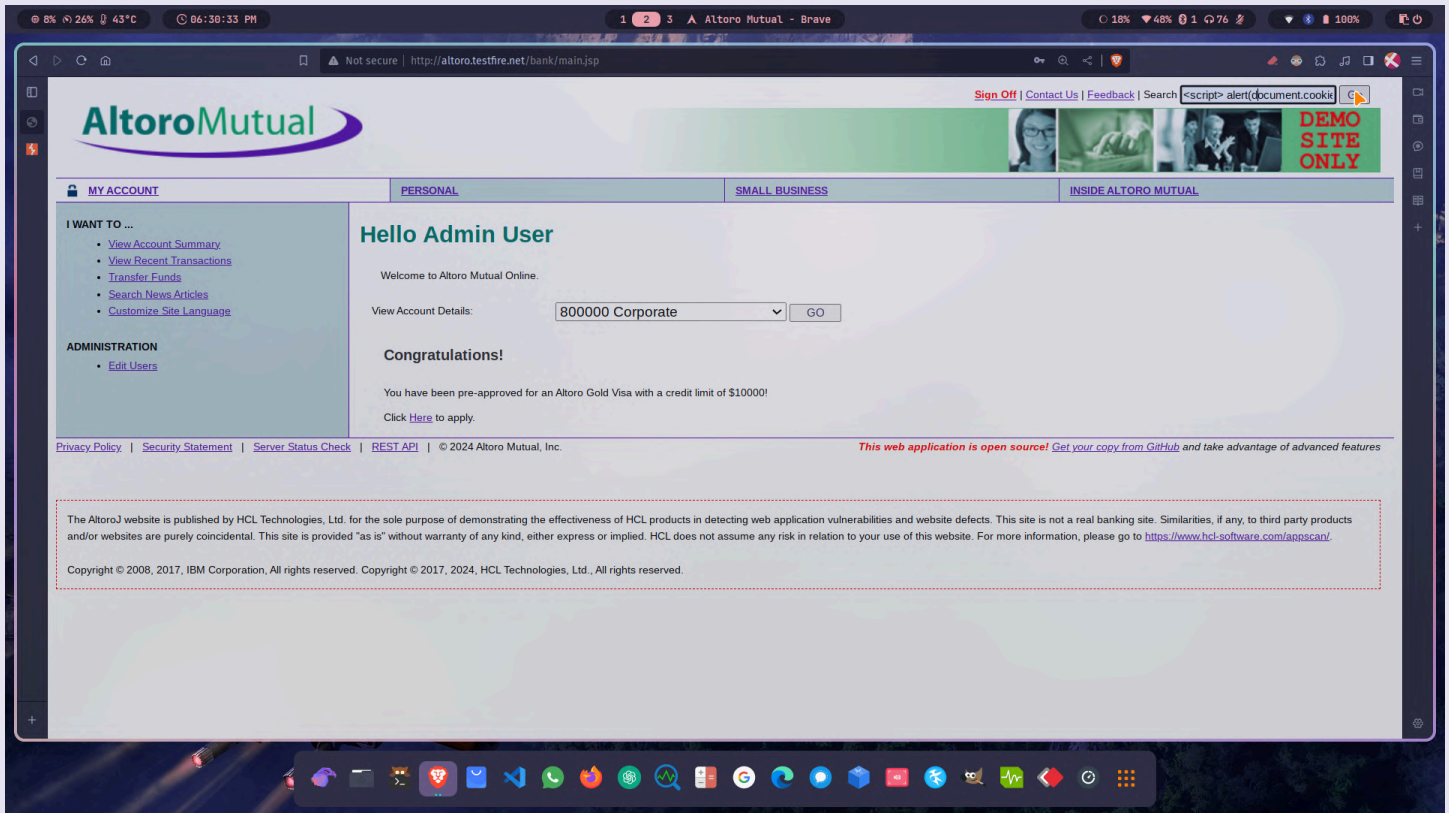 8% 26% 43°C 06:30:33 PM 1 2 3 Altoro Mutual - Brave 18% 48% 1 76 100%
Not secure | http://altoro.testfire.net/bank/main.jsp
Sign Off | Contact Us | Feedback | Search <script> alert(document.cookie
AltoroMutual
DEMO
SITE
ONLY
MY ACCOUNT PERSONAL SMALL BUSINESS INSIDE ALTORO MUTUAL
I WANT TO ...
• View Account Summary
• View Recent Transactions
• Transfer Funds
• Search News Articles
• Customize Site Language
ADMINISTRATION
• Edit Users
Hello Admin User
Welcome to Altoro Mutual Online.
View Account Details: 800000 Corporate GO
Congratulations!
You have been pre-approved for an Altoro Gold Visa with a credit limit of $10000!
Click Here to apply.
Privacy Policy | Security Statement | Server Status Check | REST API | © 2024 Altoro Mutual, Inc. This web application is open source! Get your copy from GitHub and take advantage of advanced features
The AltoroJ website is published by HCL Technologies, Ltd. for the sole purpose of demonstrating the effectiveness of HCL products in detecting web application vulnerabilities and website defects. This site is not a real banking site. Similarities, if any, to third party products
and/or websites are purely coincidental. This site is provided "as is" without warranty of any kind, either express or implied. HCL does not assume any risk in relation to your use of this website. For more information, please go to https://www.hcl-software.com/appscan/.
Copyright © 2008, 2017, IBM Corporation, All rights reserved. Copyright © 2017, 2024, HCL Technologies, Ltd., All rights reserved.